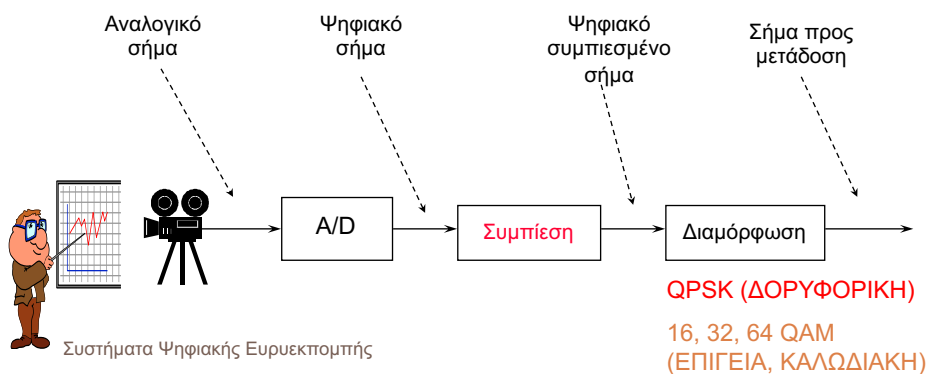 Αναλογικό
σήμα
Ψηφιακό
σήμα
Ψηφιακό
συμπιεσμένο
σήμα
Σήμα προς
μετάδοση
A/D
Συμπίεση
Διαμόρφωση
QPSK (ΔΟΡΥΦΟΡΙΚΗ)
16, 32, 64 QAM
(ΕΠΙΓΕΙΑ, ΚΑΛΩΔΙΑΚΗ)
Συστήματα Ψηφιακής Ευρυεκπομπής